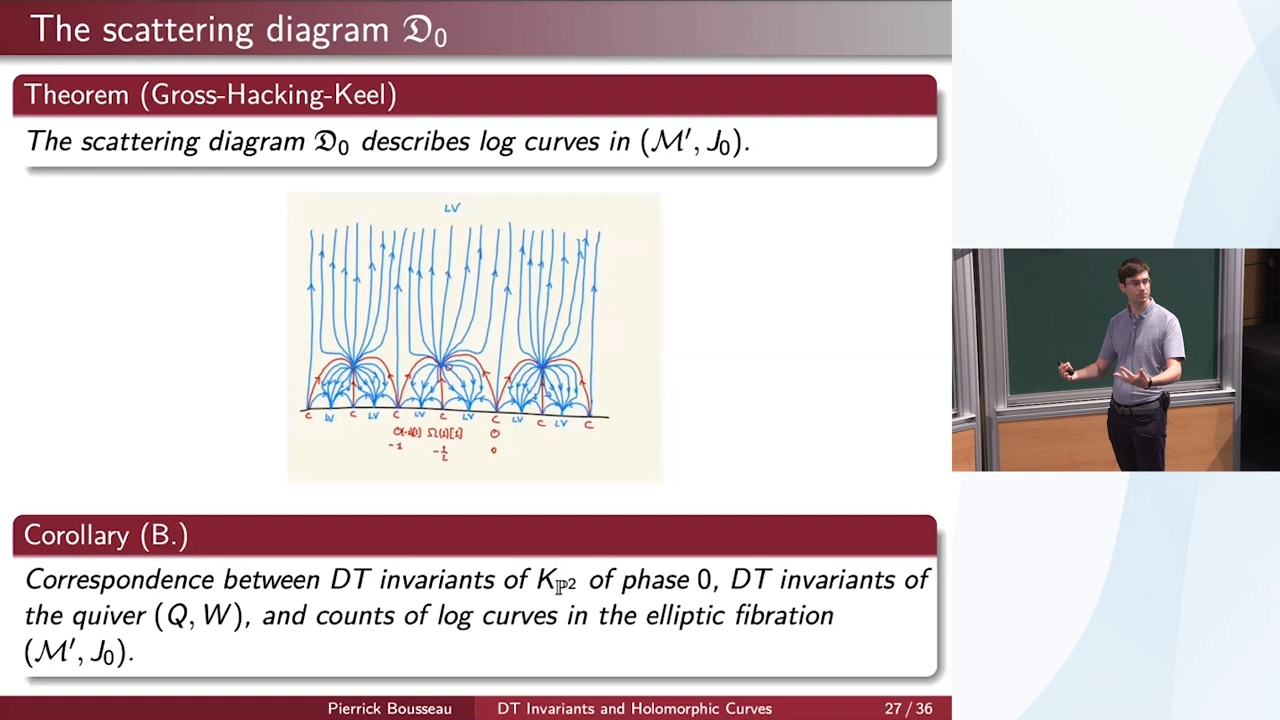 The scattering diagram 𝔇₀
Theorem (Gross-Hacking-Keel)
The scattering diagram 𝔇₀ describes log curves in (ℳ′, J₀).
LV
C LV C LV C LV C LV C LV C LV C
Ω(1)[1] O
-1 -1/2 0
Corollary (B.)
Correspondence between DT invariants of K_ℙ² of phase 0, DT invariants of
the quiver (Q, W), and counts of log curves in the elliptic fibration
(ℳ′, J₀).
Pierrick Bousseau DT Invariants and Holomorphic Curves 27 / 36